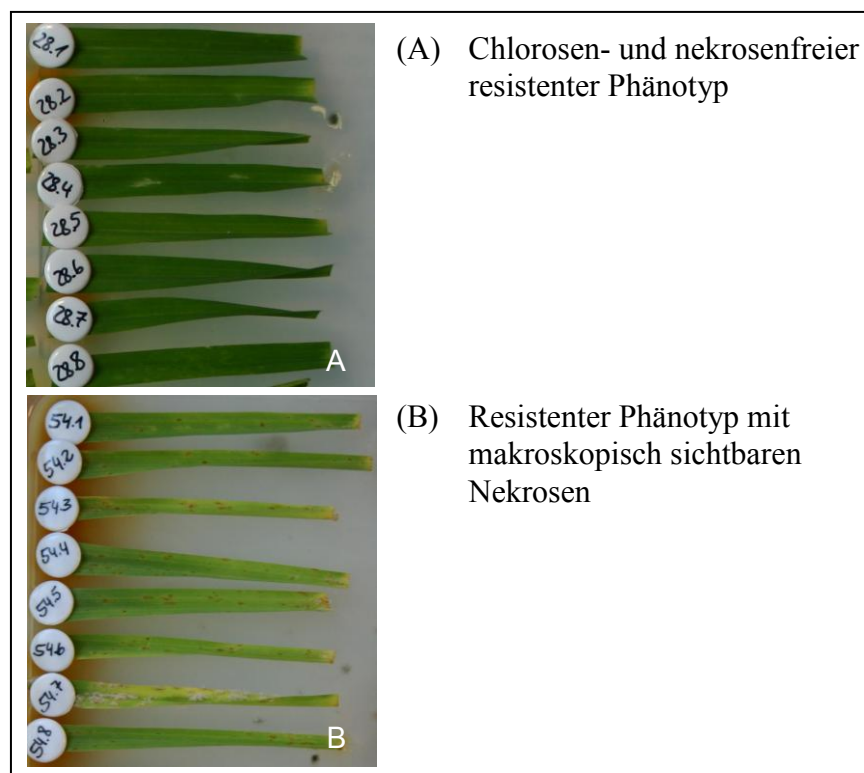 28.1
28.2
28.3
28.4
28.5
28.6
28.7
28.8
A
(A) Chlorosen- und nekrosenfreier
resistenter Phänotyp
54.1
54.2
54.3
54.4
54.5
54.6
54.7
54.8
B
(B) Resistenter Phänotyp mit
makroskopisch sichtbaren
Nekrosen